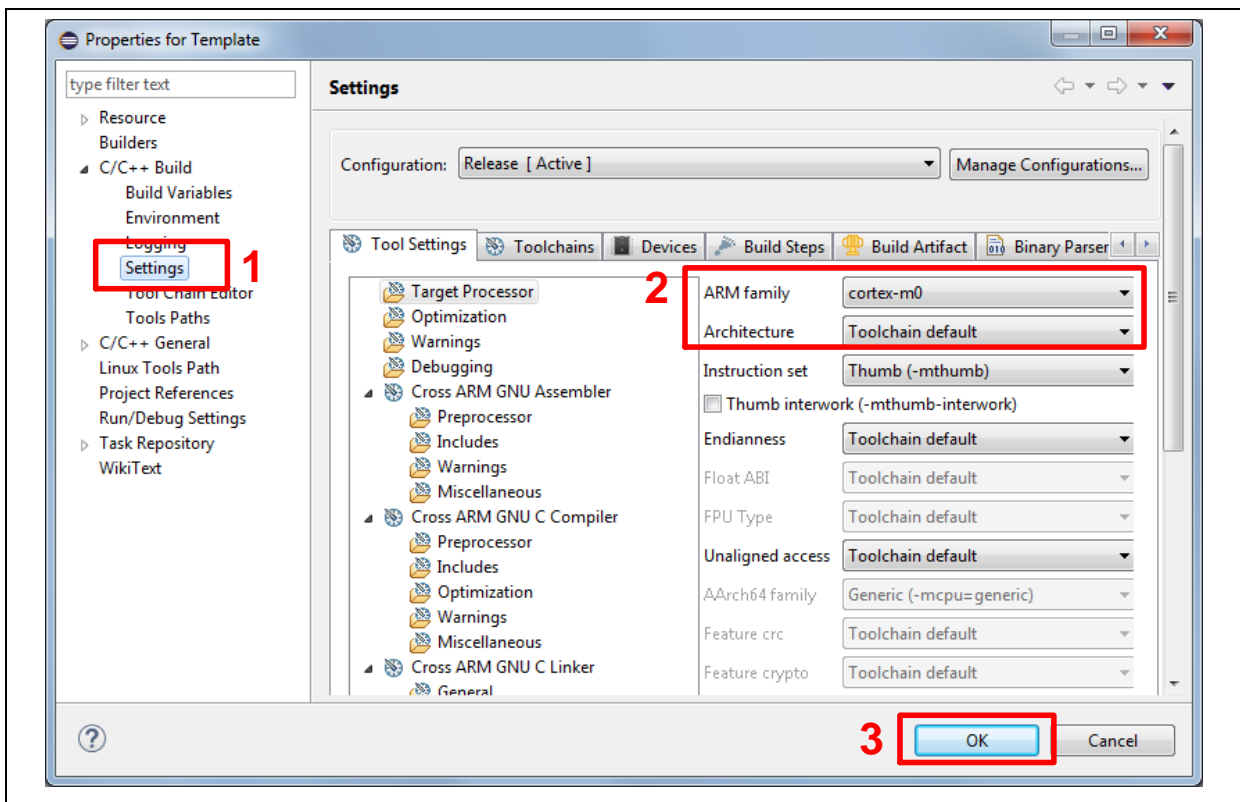 Properties for Template
type filter text
Resource
Builders
C/C++ Build
Build Variables
Environment
Logging
Settings
1
Tool Chain Editor
Tools Paths
C/C++ General
Linux Tools Path
Project References
Run/Debug Settings
Task Repository
WikiText
Settings
Configuration: Release [ Active ] Manage Configurations...
Tool Settings Toolchains Devices Build Steps Build Artifact Binary Parser
Target Processor
Optimization
Warnings
Debugging
Cross ARM GNU Assembler
Preprocessor
Includes
Warnings
Miscellaneous
Cross ARM GNU C Compiler
Preprocessor
Includes
Optimization
Warnings
Miscellaneous
Cross ARM GNU C Linker
General
2
ARM family cortex-m0
Architecture Toolchain default
Instruction set Thumb (-mthumb)
Thumb interwork (-mthumb-interwork)
Endianness Toolchain default
Float ABI Toolchain default
FPU Type Toolchain default
Unaligned access Toolchain default
AArch64 family Generic (-mcpu=generic)
Feature crc Toolchain default
Feature crypto Toolchain default
?
3
OK Cancel